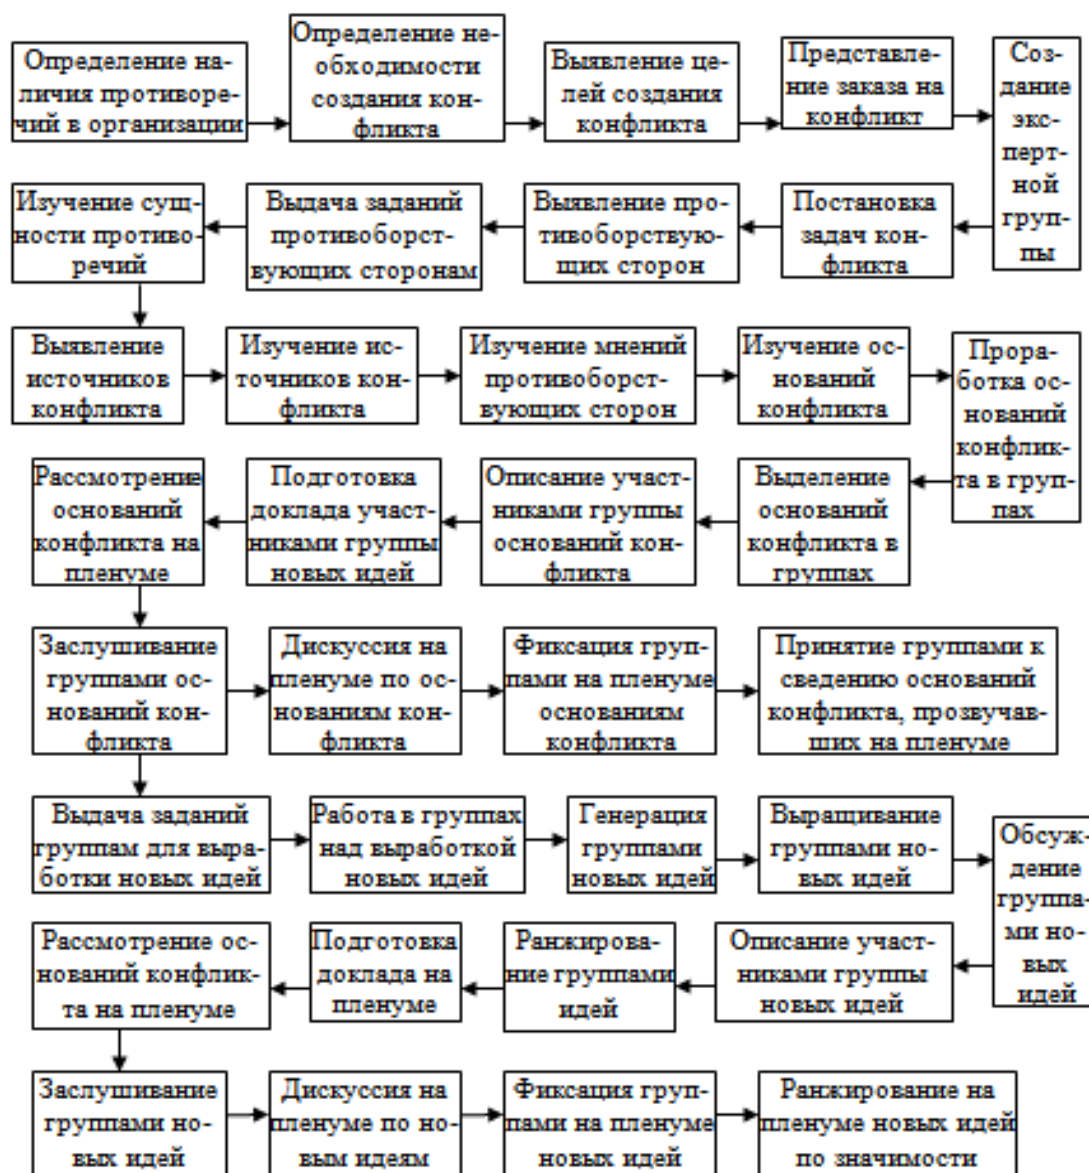 Определение на-
личия противоре-
чий в организации
Определение не-
обходимости
создания кон-
фликта
Выявление це-
лей создания
конфликта
Представле-
ние заказа на
конфликт
Соз-
дание
экс-
перт-
ной
груп-
пы
Постановка
задач кон-
фликта
Выявление про-
тивоборствую-
щих сторон
Выдача заданий
противоборст-
вующих сторонам
Изучение сущ-
ности противо-
речий
Выявление
источников
конфликта
Изучение ис-
точников кон-
фликта
Изучение мнений
противоборст-
вующих сторон
Изучение ос-
нований
конфликта
Прора-
ботка ос-
нований
конфлик-
та в груп-
пах
Выделение
оснований
конфликта в
группах
Описание участ-
никами группы
оснований кон-
фликта
Подготовка
доклада участ-
никами группы
новых идей
Рассмотрение
оснований
конфликта на
пленуме
Заслушивание
группами ос-
нований кон-
фликта
Дискуссия на
пленуме по ос-
нованиям кон-
фликта
Фиксация груп-
пами на пленуме
основаниям
конфликта
Принятие группами к
сведению оснований
конфликта, прозвучав-
ших на пленуме
Выдача заданий
группам для выра-
ботки новых идей
Работа в группах
над выработкой
новых идей
Генерация
группами
новых идей
Выращивание
группами но-
вых идей
Обсуж-
дение
группа-
ми но-
вых
идей
Описание участ-
никами группы
новых идей
Ранжирова-
ние группами
идей
Подготовка
доклада на
пленуме
Рассмотрение ос-
нований конфлик-
та на пленуме
Заслушивание
группами но-
вых идей
Дискуссия на
пленуме по но-
вым идеям
Фиксация груп-
пами на пленуме
новых идей
Ранжирование на
пленуме новых идей
по значимости